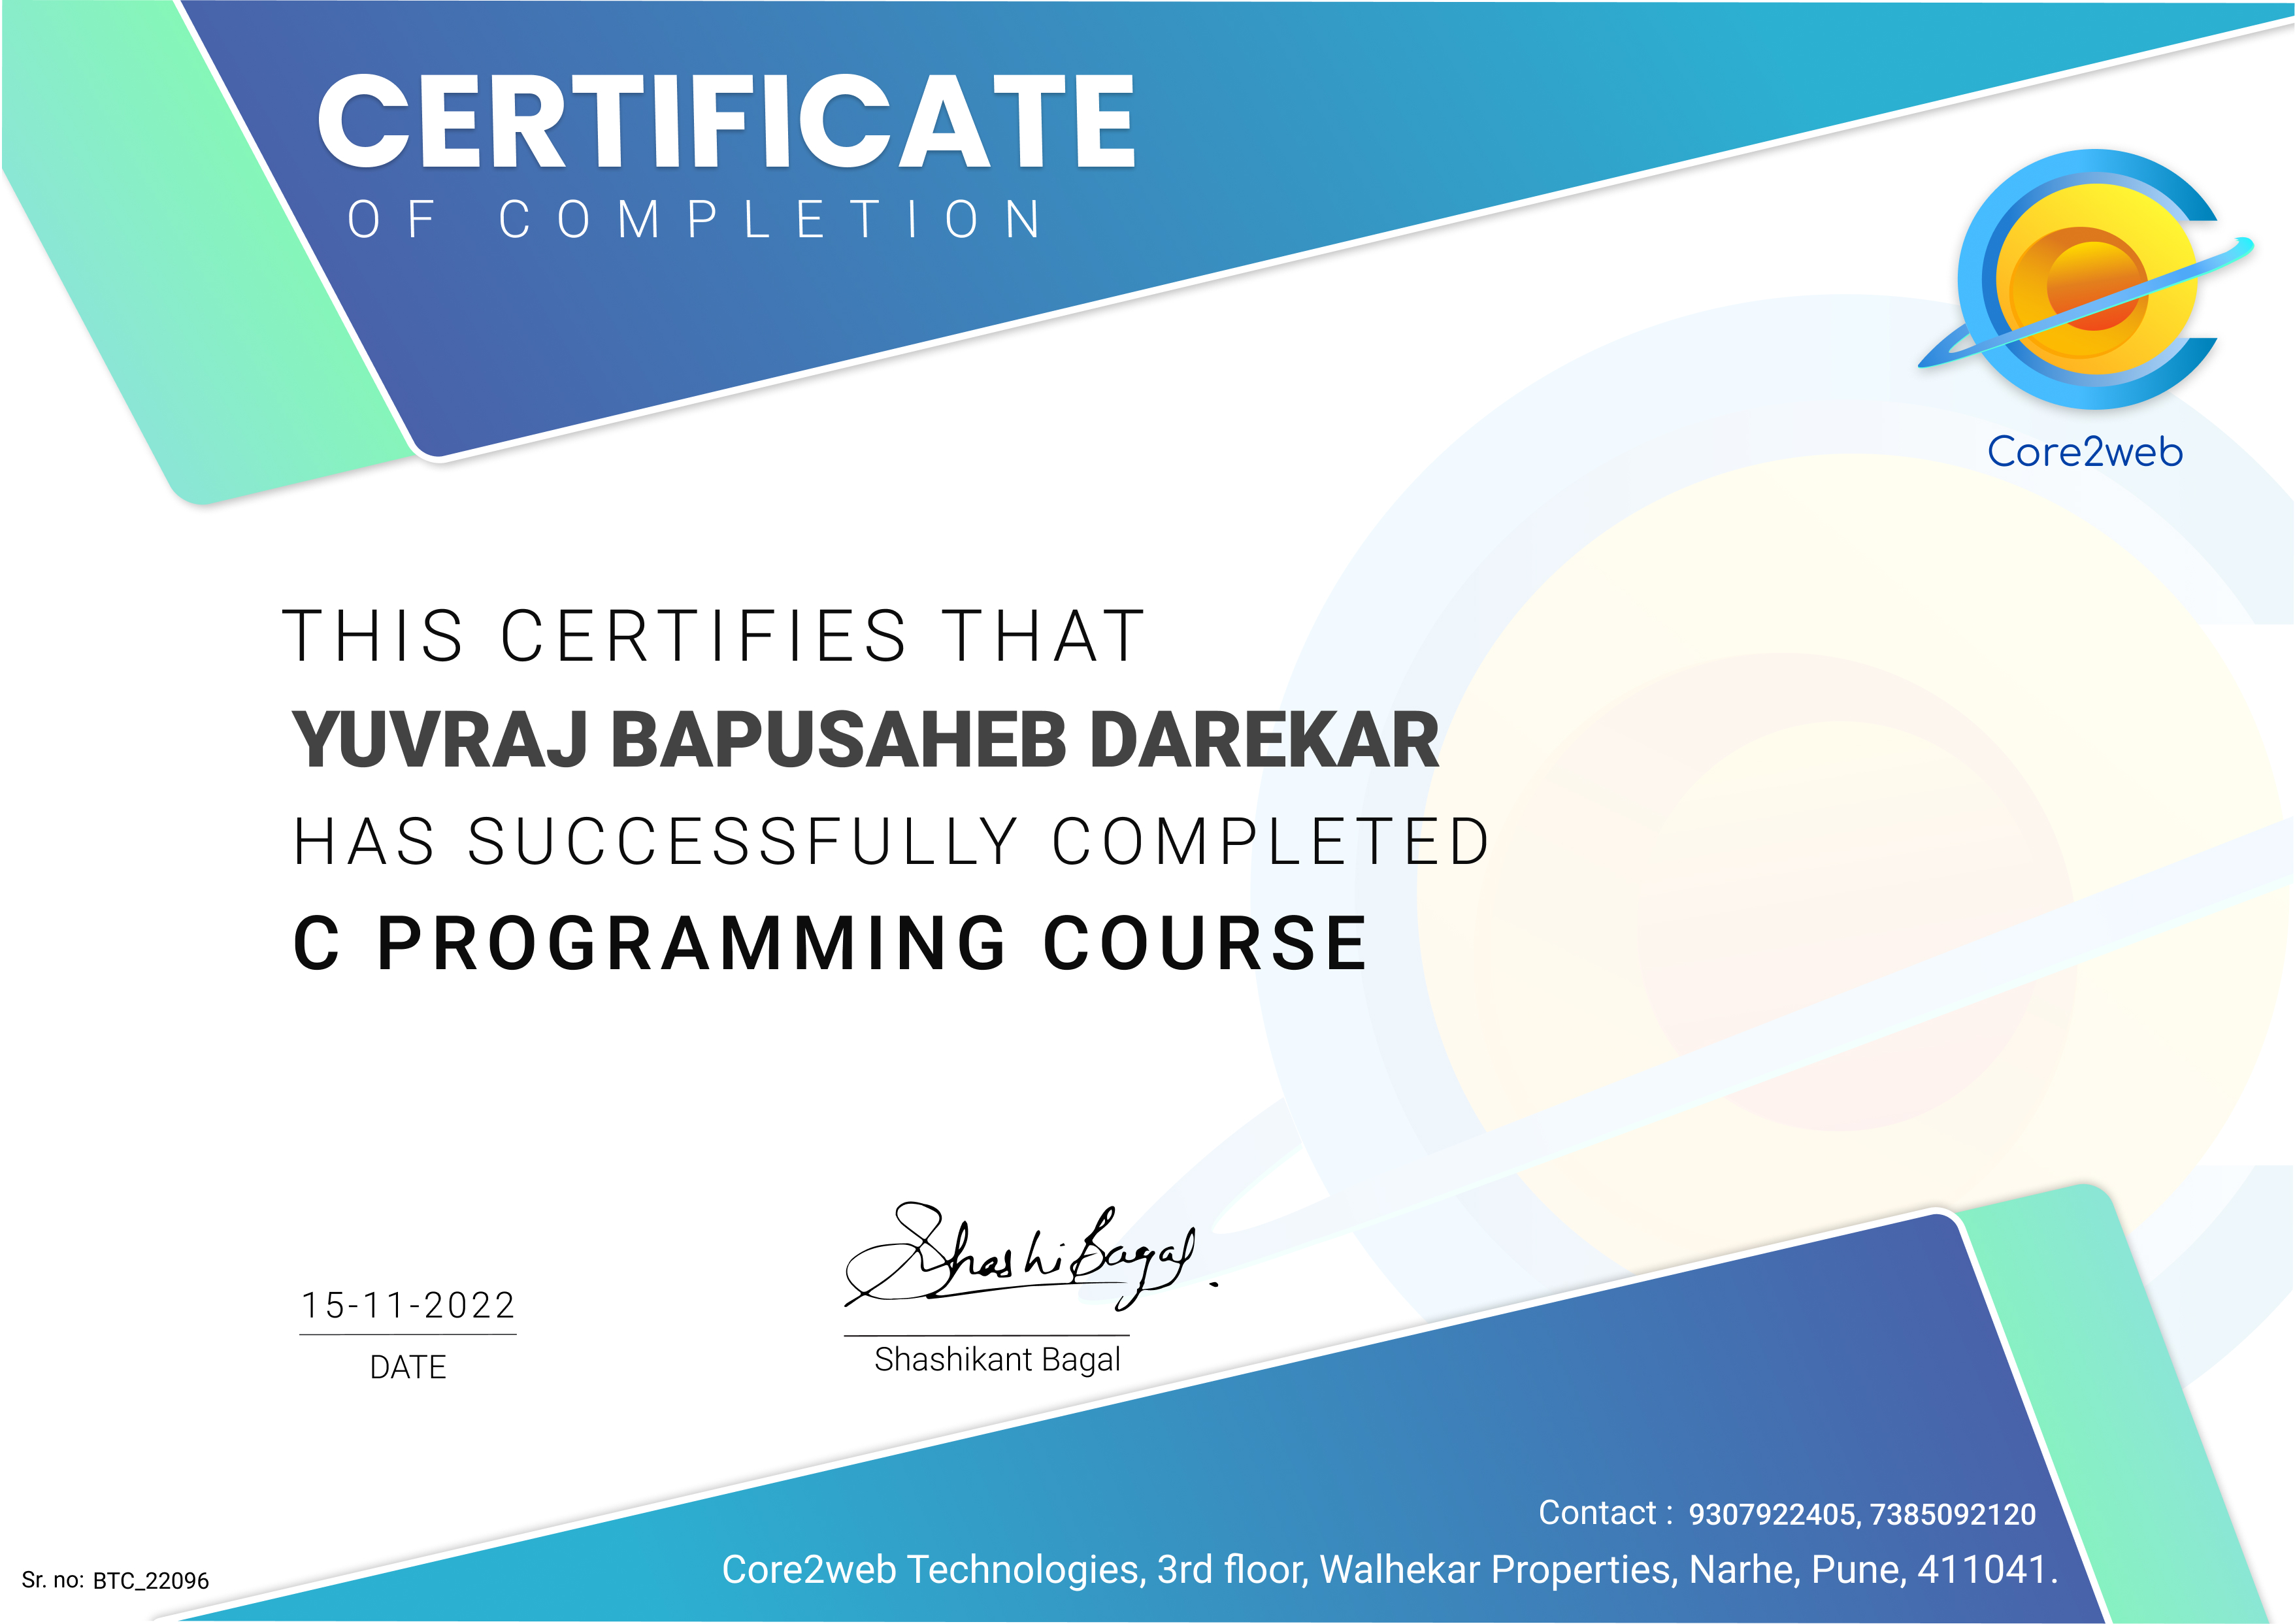 CERTIFICATE
OF COMPLETION
Core2web
THIS CERTIFIES THAT
YUVRAJ BAPUSAHEB DAREKAR
HAS SUCCESSFULLY COMPLETED
C PROGRAMMING COURSE
Shashi Bagal.
15-11-2022
DATE
Shashikant Bagal
Contact : 9307922405, 7385092120
Core2web Technologies, 3rd floor, Walhekar Properties, Narhe, Pune, 411041.
Sr. no: BTC_22096